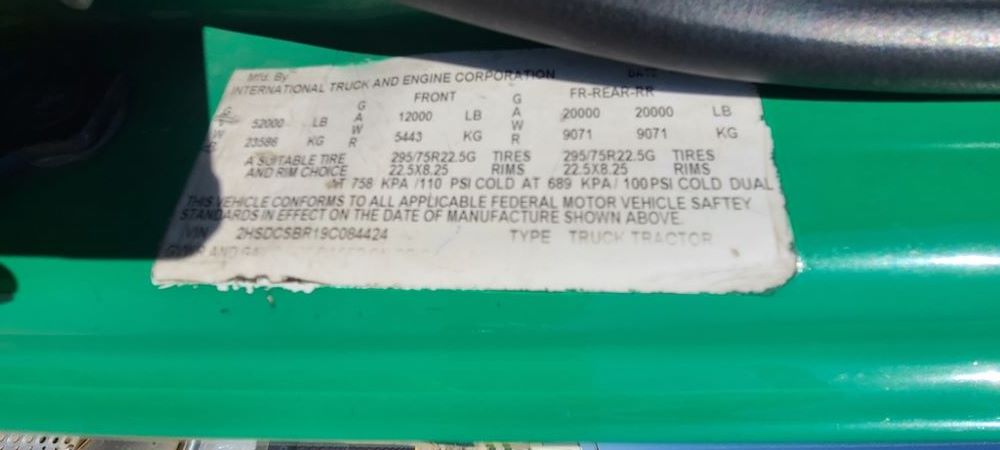 Mfd. By
INTERNATIONAL TRUCK AND ENGINE CORPORATION
G FRONT G FR-REAR-RR
52000 LB A 12000 LB A 20000 20000 LB
W W
23586 KG R 5443 KG R 9071 9071 KG
A SUITABLE TIRE 295/75R22.5G TIRES 295/75R22.5G TIRES
AND RIM CHOICE 22.5X8.25 RIMS 22.5X8.25 RIMS
AT 758 KPA /110 PSI COLD AT 689 KPA/ 100PSI COLD DUAL
THIS VEHICLE CONFORMS TO ALL APPLICABLE FEDERAL MOTOR VEHICLE SAFTEY
STANDARDS IN EFFECT ON THE DATE OF MANUFACTURE SHOWN ABOVE.
VIN 2HSDCSBR19C084424 TYPE TRUCK TRACTOR